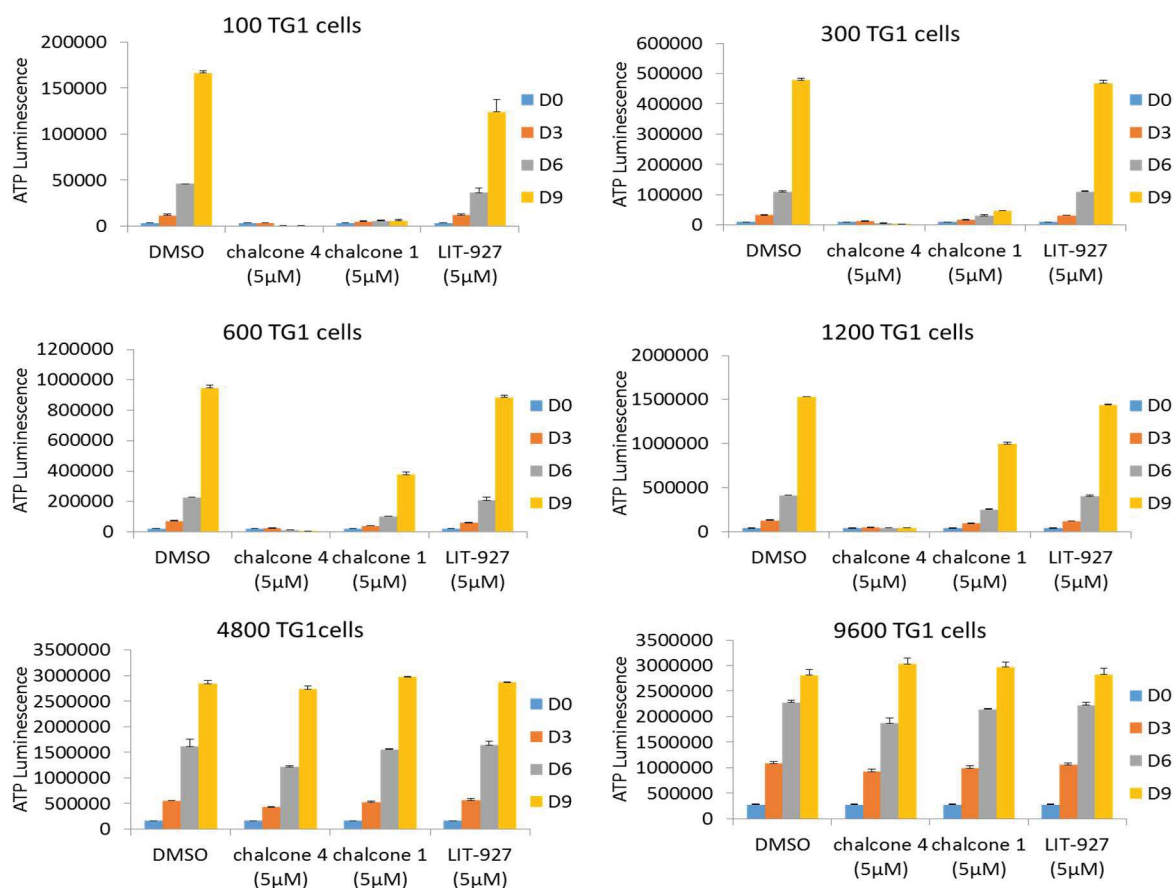 100 TG1 cells
ATP Luminescence
200000
150000
100000
50000
0
DMSO chalcone 4 chalcone 1 LIT-927
(5µM) (5µM) (5µM)
D0
D3
D6
D9
300 TG1 cells
ATP Luminescence
600000
500000
400000
300000
200000
100000
0
DMSO chalcone 4 chalcone 1 LIT-927
(5µM) (5µM) (5µM)
D0
D3
D6
D9
600 TG1 cells
ATP Luminescence
1200000
1000000
800000
600000
400000
200000
0
DMSO chalcone 4 chalcone 1 LIT-927
(5µM) (5µM) (5µM)
D0
D3
D6
D9
1200 TG1 cells
ATP Luminescence
2000000
1500000
1000000
500000
0
DMSO chalcone 4 chalcone 1 LIT-927
(5µM) (5µM) (5µM)
D0
D3
D6
D9
4800 TG1cells
ATP Luminescence
3500000
3000000
2500000
2000000
1500000
1000000
500000
0
DMSO chalcone 4 chalcone 1 LIT-927
(5µM) (5µM) (5µM)
D0
D3
D6
D9
9600 TG1 cells
ATP Luminescence
3500000
3000000
2500000
2000000
1500000
1000000
500000
0
DMSO chalcone 4 chalcone 1 LIT-927
(5µM) (5µM) (5µM)
D0
D3
D6
D9